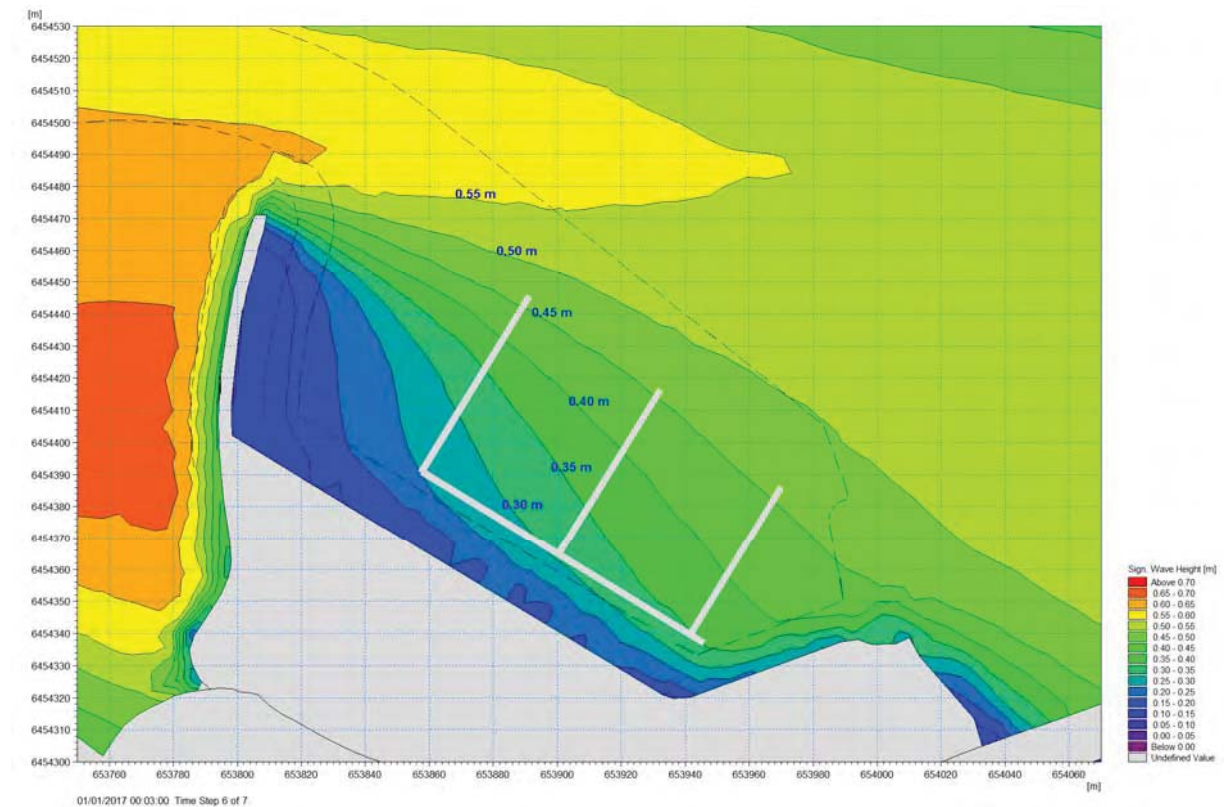 [m]
6454530
6454520
6454510
6454500
6454490
6454480
6454470
6454460
6454450
6454440
6454430
6454420
6454410
6454400
6454390
6454380
6454370
6454360
6454350
6454340
6454330
6454320
6454310
6454300
0.55 m
0.50 m
0.45 m
0.40 m
0.35 m
0.30 m
653760 653780 653800 653820 653840 653860 653880 653900 653920 653940 653960 653980 654000 654020 654040 654060
[m]
01/01/2017 00:03:00 Time Step 6 of 7.
Sign. Wave Height [m]
Above 0.70
0.65 - 0.70
0.60 - 0.65
0.55 - 0.60
0.50 - 0.55
0.45 - 0.50
0.40 - 0.45
0.35 - 0.40
0.30 - 0.35
0.25 - 0.30
0.20 - 0.25
0.15 - 0.20
0.10 - 0.15
0.05 - 0.10
0.00 - 0.05
Below 0.00
Undefined Value